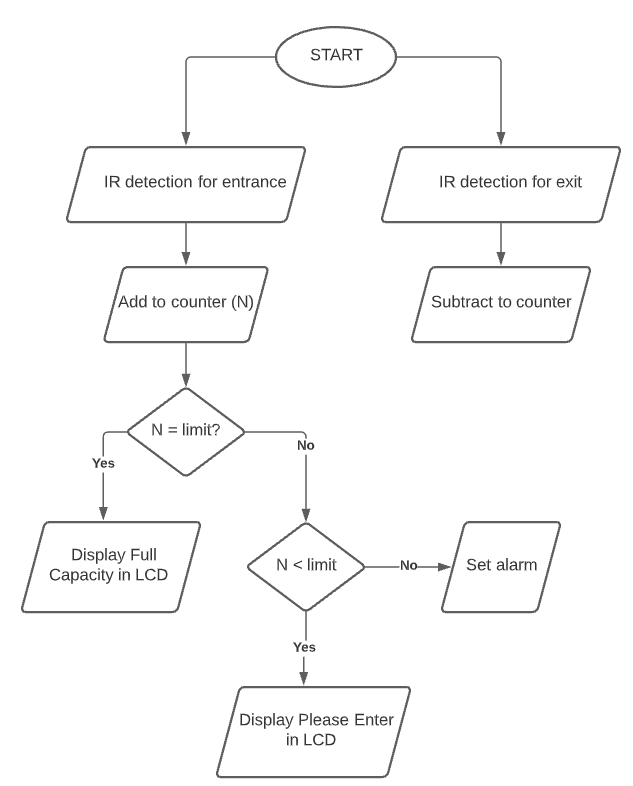 START
IR detection for entrance
IR detection for exit
Add to counter (N)
Subtract to counter
N = limit?
Yes
No
Display Full
Capacity in LCD
N < limit
No
Set alarm
Yes
Display Please Enter
in LCD